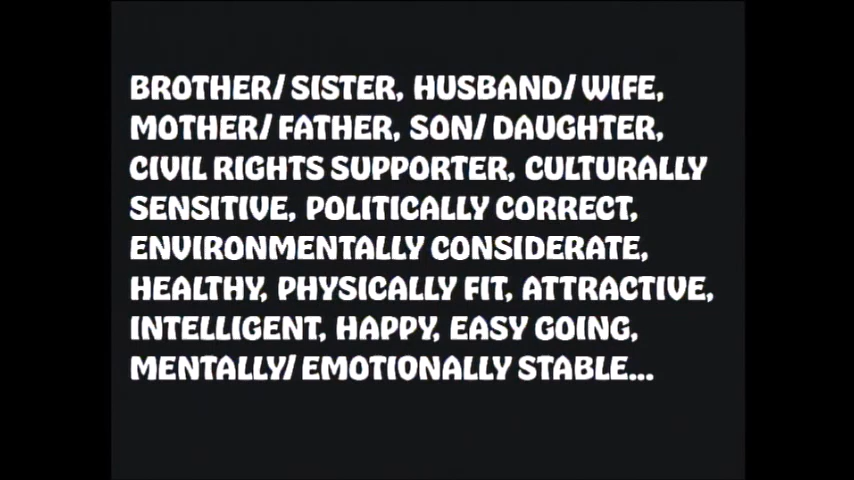 BROTHER/ SISTER, HUSBAND/ WIFE,
MOTHER/ FATHER, SON/ DAUGHTER,
CIVIL RIGHTS SUPPORTER, CULTURALLY
SENSITIVE, POLITICALLY CORRECT,
ENVIRONMENTALLY CONSIDERATE,
HEALTHY, PHYSICALLY FIT, ATTRACTIVE,
INTELLIGENT, HAPPY, EASY GOING,
MENTALLY/ EMOTIONALLY STABLE...